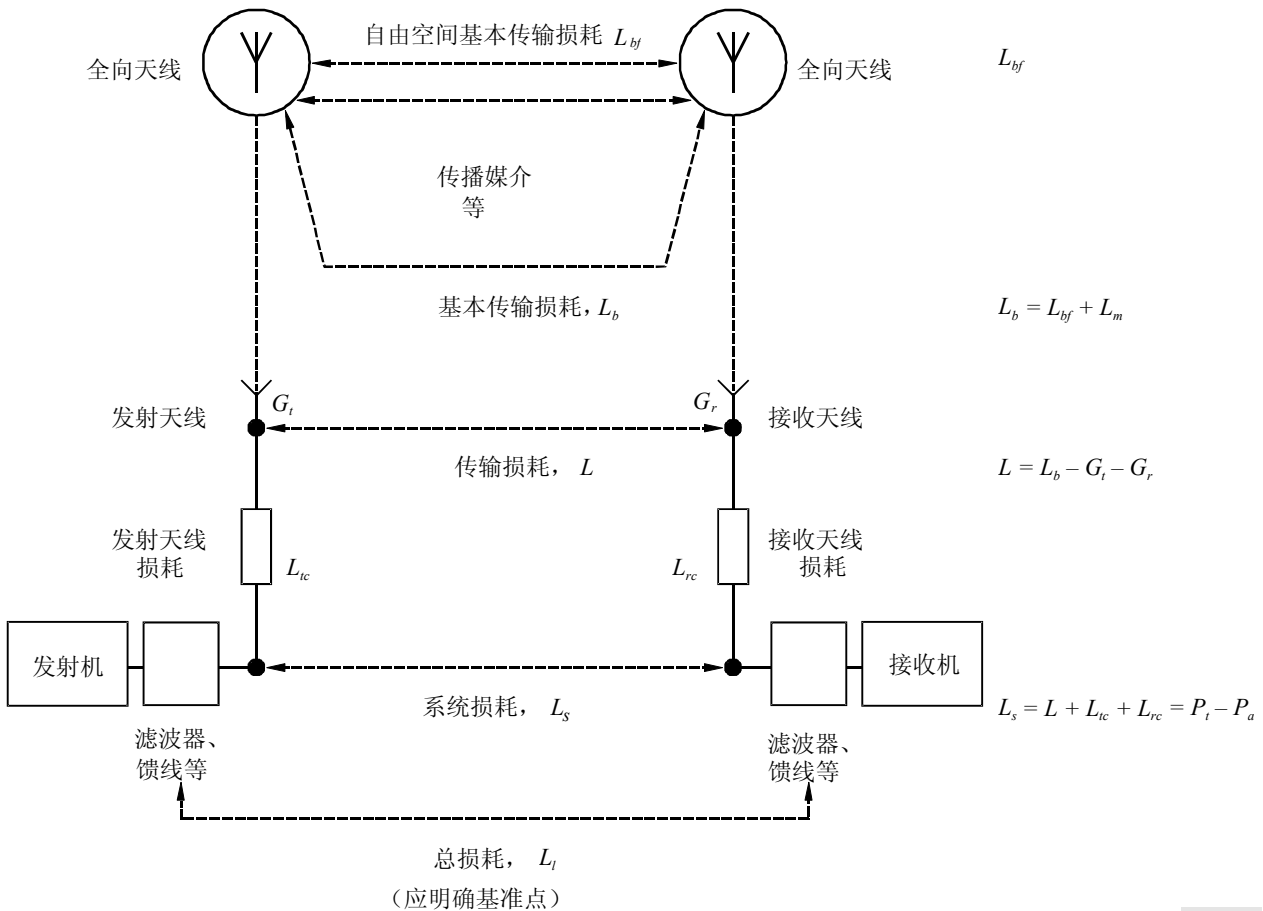 自由空间基本传输损耗 L_bf
全向天线
全向天线
L_bf
传播媒介
等
基本传输损耗，L_b
L_b = L_bf + L_m
发射天线
G_t
G_r
接收天线
传输损耗， L
L = L_b – G_t – G_r
发射天线
损耗
L_tc
L_rc
接收天线
损耗
发射机
接收机
系统损耗， L_s
L_s = L + L_tc + L_rc = P_t – P_a
滤波器、
馈线等
滤波器、
馈线等
总损耗， L_l
（应明确基准点）